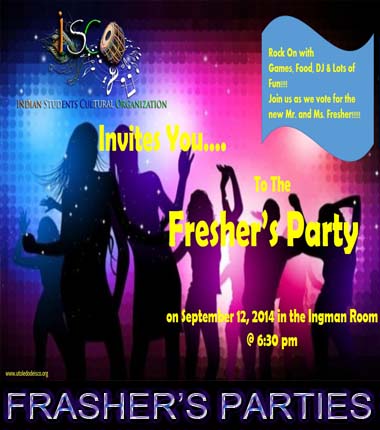 isco
INDIAN STUDENTS CULTURAL ORGANIZATION
Rock On with
Games, Food, DJ & Lots of
Fun!!!
Join us as we vote for the
new Mr. and Ms. Fresher!!!!
Invites You....
To The
Fresher's Party
on September 12, 2014 in the Ingman Room
@ 6:30 pm
www.utoledodeisco.org
FRASHER'S PARTIES